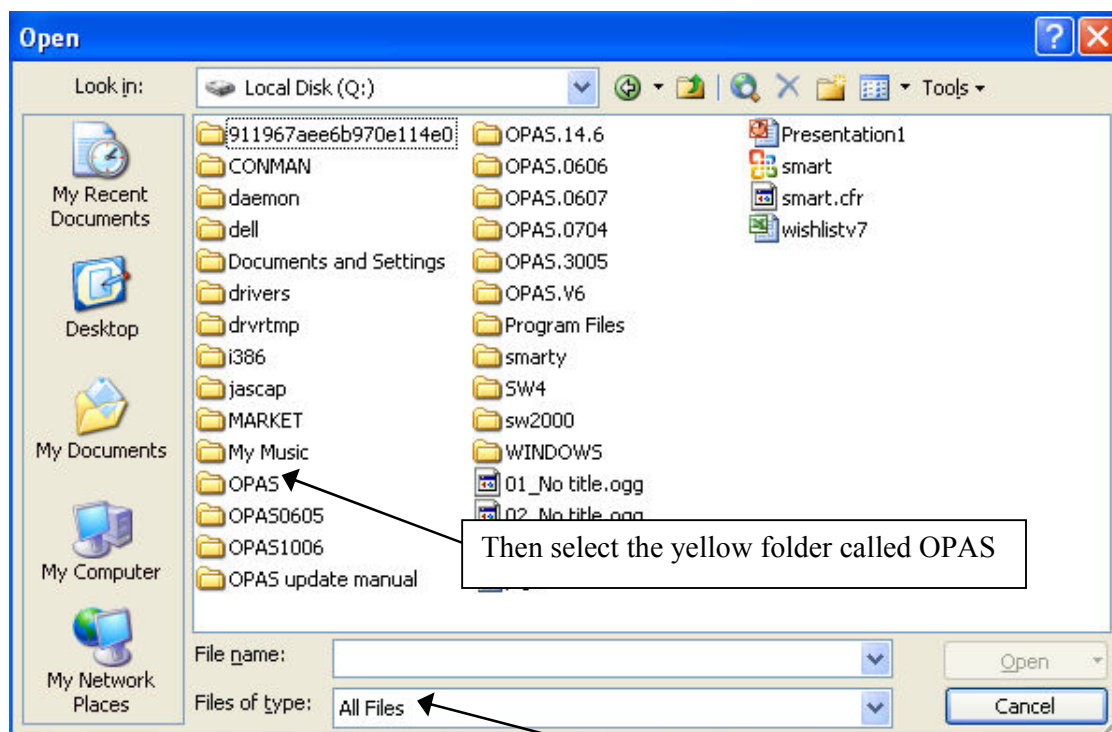 Open
Look in:
Local Disk (Q:)
Tools
My Recent
Documents
Desktop
My Documents
My Computer
My Network
Places
911967aee6b970e114e0
CONMAN
daemon
dell
Documents and Settings
drivers
drvrtmp
i386
jascap
MARKET
My Music
OPAS
OPAS0605
OPAS1006
OPAS update manual
OPAS.14.6
OPAS.0606
OPAS.0607
OPAS.0704
OPAS.3005
OPAS.V6
Program Files
smarty
SW4
sw2000
WINDOWS
01_No title.ogg
02_No title.ogg
Presentation1
smart
smart.cfr
wishlistv7
Then select the yellow folder called OPAS
File name:
Open
Files of type:
All Files
Cancel